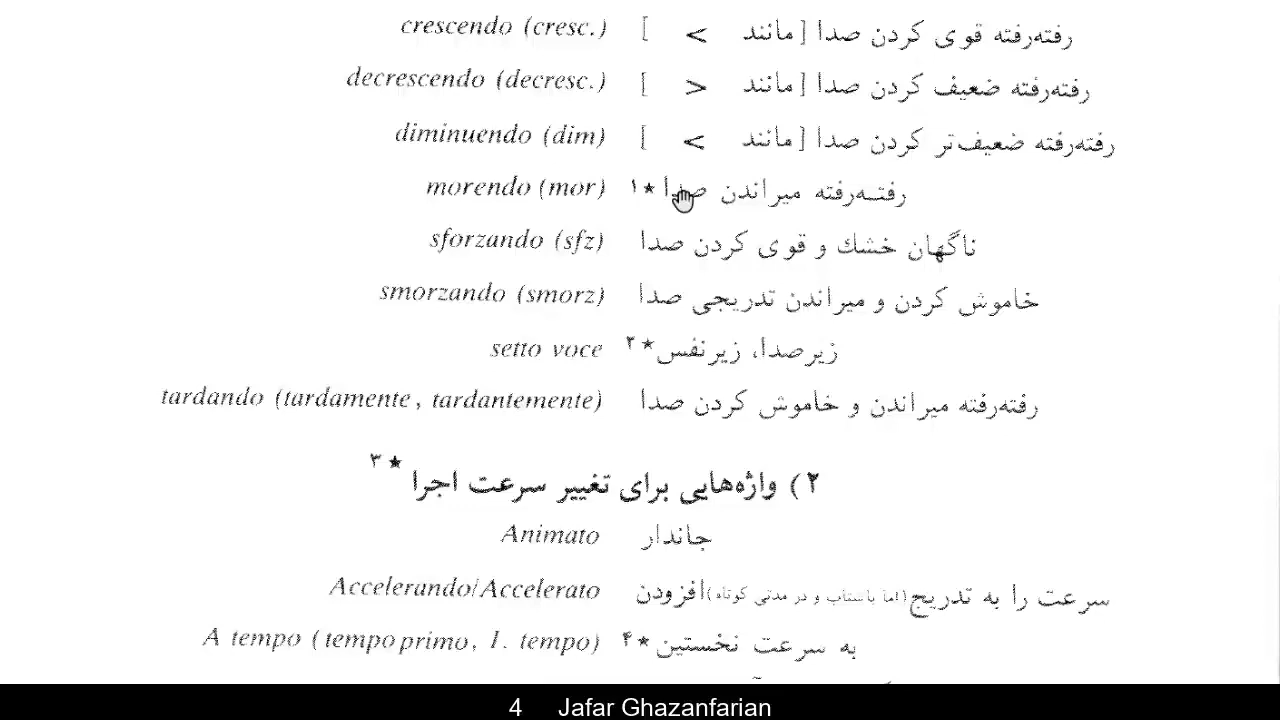 رفته‌رفته قوی کردن صدا [مانند < ] crescendo (cresc.)
رفته‌رفته ضعیف کردن صدا [مانند > ] decrescendo (decresc.)
رفته‌رفته ضعیف‌تر کردن صدا [مانند < ] diminuendo (dim)
رفته‌رفته میراندن صدا ★۱ morendo (mor)
ناگهان خشك و قوی کردن صدا sforzando (sfz)
خاموش کردن و میراندن تدریجی صدا smorzando (smorz)
زیرصدا، زیرنفس ★۲ setto voce
رفته‌رفته میراندن و خاموش کردن صدا tardando (tardamente, tardantemente)
۲) واژه‌هایی برای تغییر سرعت اجرا ★۳
جاندار Animato
سرعت را به تدریج (اما باشتاب و در مدتی کوتاه) افزودن Accelerando/Accelerato
به سرعت نخستین ★۴ A tempo (tempo primo, I. tempo)
4 Jafar Ghazanfarian